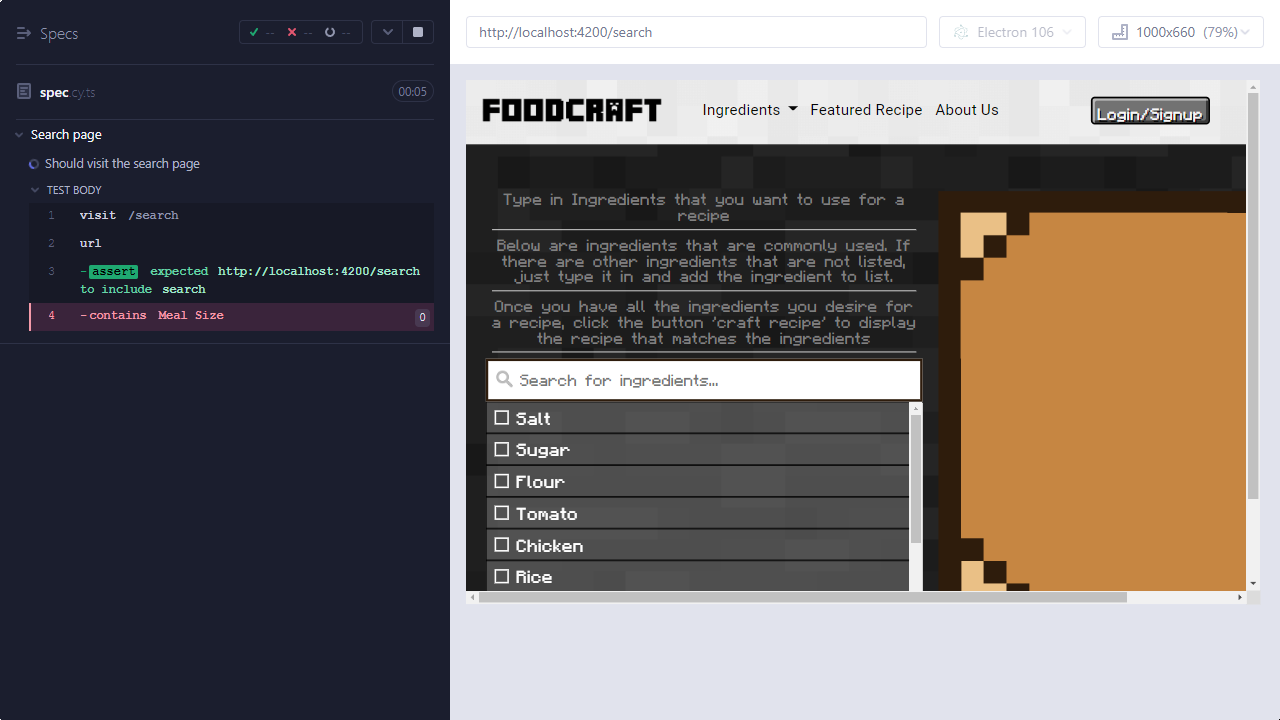 Specs
-- -- --
spec.cy.ts
00:05
Search page
Should visit the search page
TEST BODY
1 visit /search
2 url
3 -assert expected http://localhost:4200/search
to include search
4 -contains Meal Size 0
http://localhost:4200/search
Electron 106
1000x660 (79%)
FOODCRAFT
Ingredients
Featured Recipe
About Us
Login/Signup
Type in Ingredients that you want to use for a
recipe
Below are ingredients that are commonly used. If
there are other ingredients that are not listed,
just type it in and add the ingredient to list.
Once you have all the ingredients you desire for
a recipe, click the button 'craft recipe' to display
the recipe that matches the ingredients
Search for ingredients...
Salt
Sugar
Flour
Tomato
Chicken
Rice